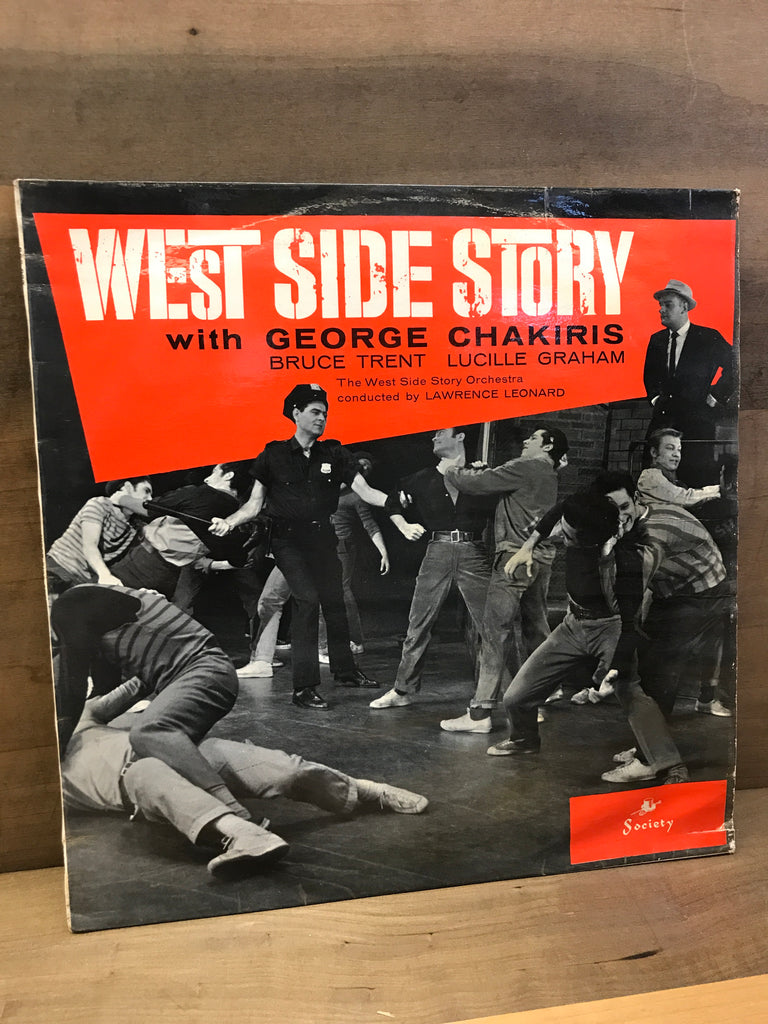 WEST SIDE STORY
with GEORGE CHAKIRIS
BRUCE TRENT LUCILLE GRAHAM
The West Side Story Orchestra
conducted by LAWRENCE LEONARD
Society